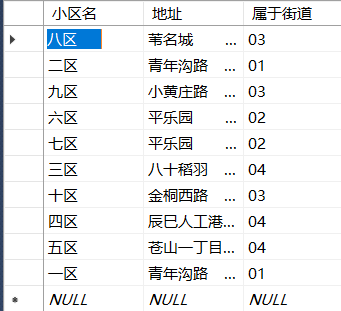 小区名 地址 属于街道
八区 苇名城 ... 03
二区 青年沟路 ... 01
九区 小黄庄路 ... 03
六区 平乐园 ... 02
七区 平乐园 ... 02
三区 八十稻羽 ... 04
十区 金桐西路 ... 03
四区 辰巳人工港... 04
五区 苍山一丁目... 04
一区 青年沟路 ... 01
NULL NULL NULL